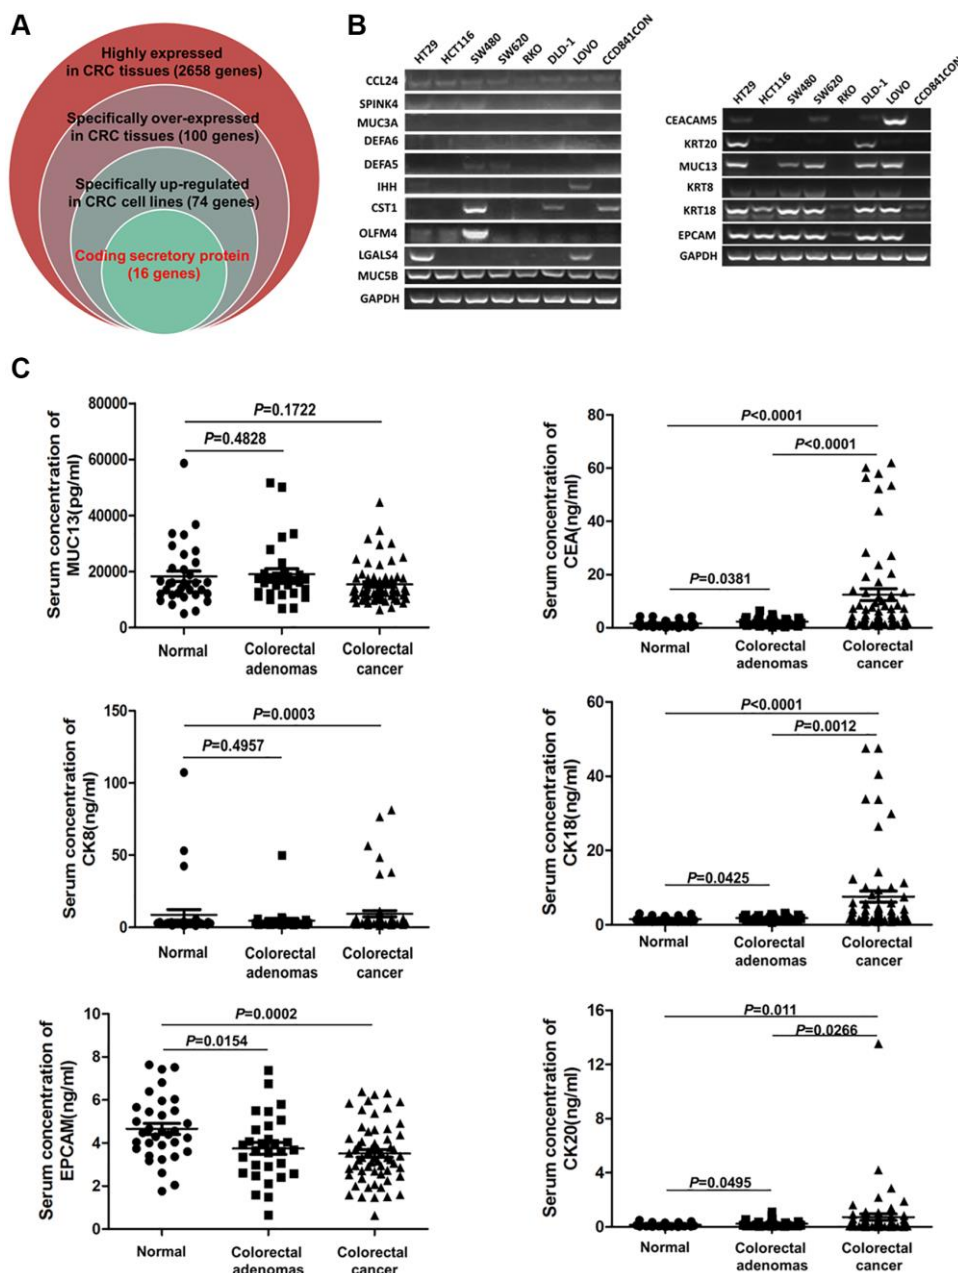 A
Highly expressed
in CRC tissues (2658 genes)
Specifically over-expressed
in CRC tissues (100 genes)
Specifically up-regulated
in CRC cell lines (74 genes)
Coding secretory protein
(16 genes)
B
HT29 HCT116 SW480 SW620 RKO DLD-1 LOVO CCD841CON
CCL24
SPINK4
MUC3A
DEFA6
DEFA5
IHH
CST1
OLFM4
LGALS4
MUC5B
GAPDH
HT29 HCT116 SW480 SW620 RKO DLD-1 LOVO CCD841CON
CEACAM5
KRT20
MUC13
KRT8
KRT18
EPCAM
GAPDH
C
Serum concentration of
MUC13(pg/ml)
80000
60000
40000
20000
0
P=0.1722
P=0.4828
Normal
Colorectal
adenomas
Colorectal
cancer
Serum concentration of
CEA(ng/ml)
80
60
40
20
0
P<0.0001
P<0.0001
P=0.0381
Normal
Colorectal
adenomas
Colorectal
cancer
Serum concentration of
CK8(ng/ml)
150
100
50
0
P=0.0003
P=0.4957
Normal
Colorectal
adenomas
Colorectal
cancer
Serum concentration of
CK18(ng/ml)
60
40
20
0
P<0.0001
P=0.0012
P=0.0425
Normal
Colorectal
adenomas
Colorectal
cancer
Serum concentration of
EPCAM(ng/ml)
10
8
6
4
2
0
P=0.0002
P=0.0154
Normal
Colorectal
adenomas
Colorectal
cancer
Serum concentration of
CK20(ng/ml)
16
12
8
4
0
P=0.011
P=0.0266
P=0.0495
Normal
Colorectal
adenomas
Colorectal
cancer